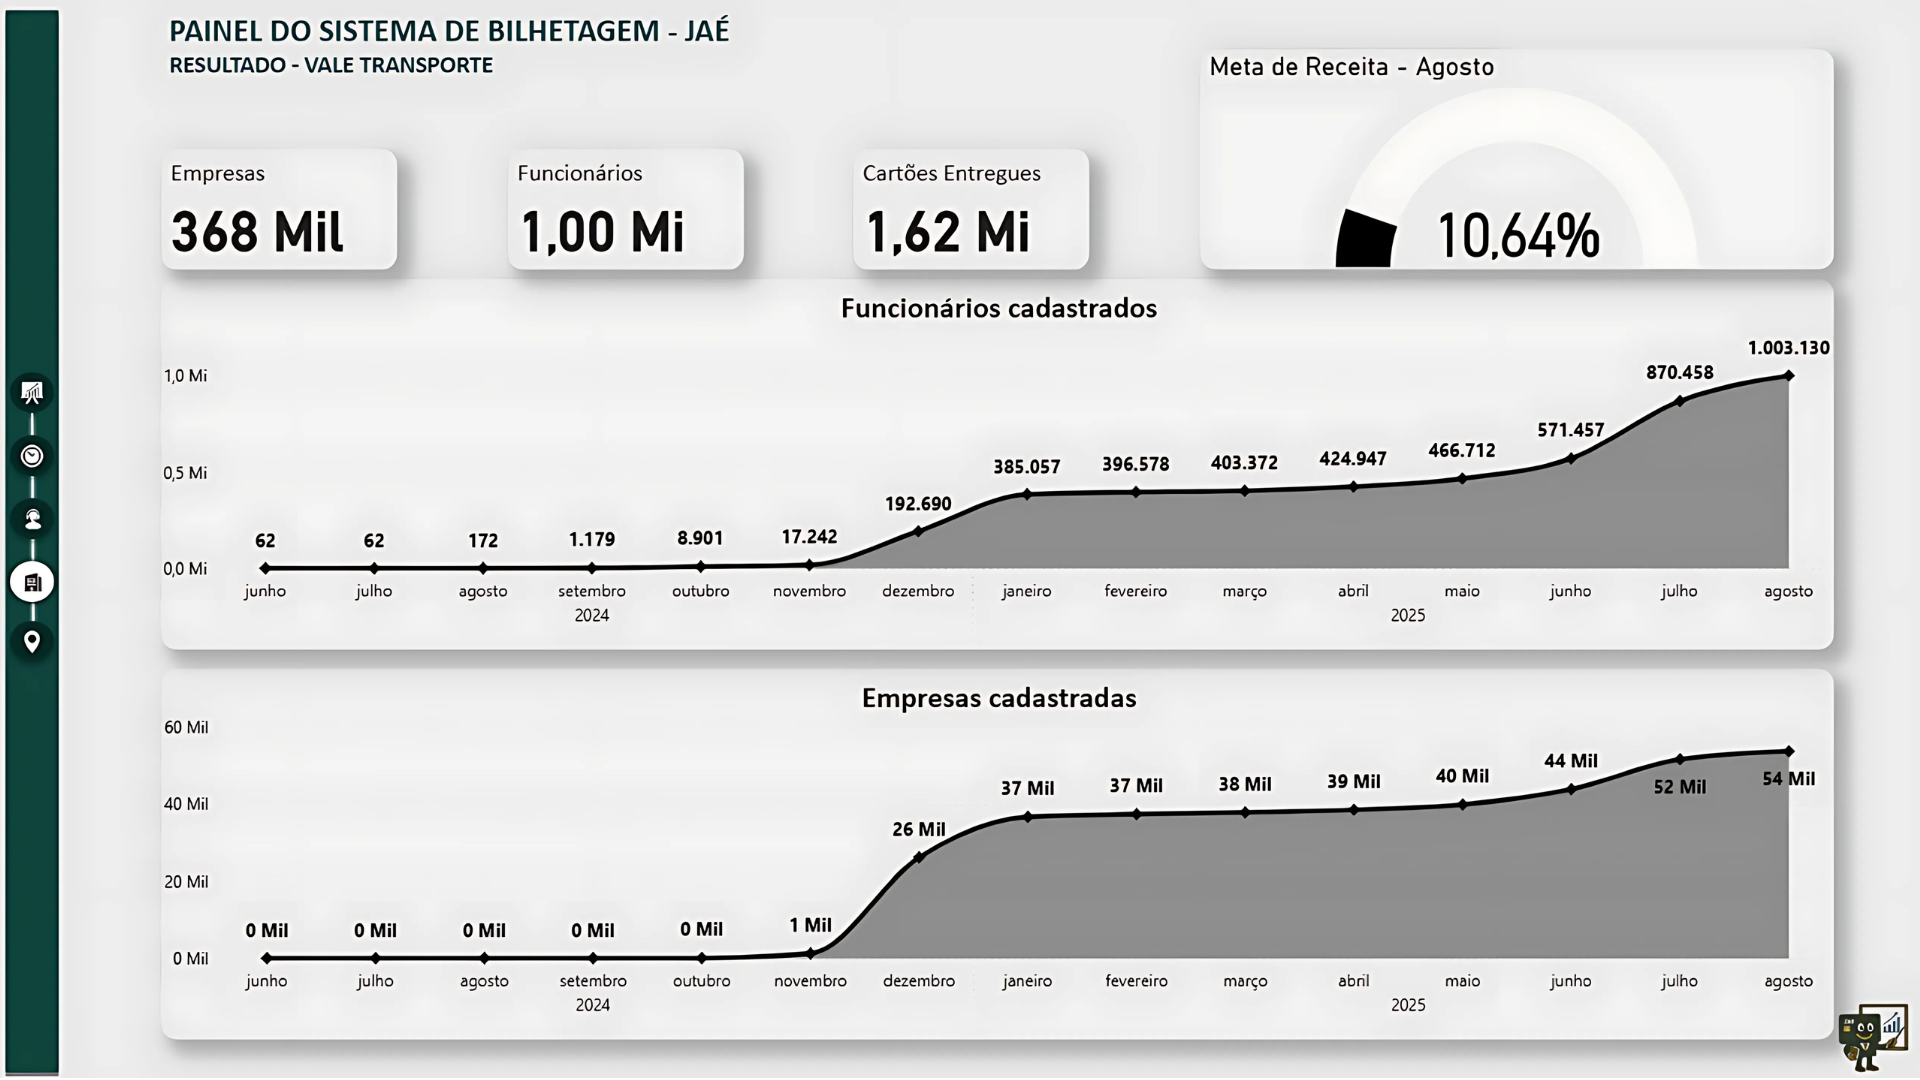 PAINEL DO SISTEMA DE BILHETAGEM - JAÉ
RESULTADO - VALE TRANSPORTE
Meta de Receita - Agosto
10,64%
Empresas
368 Mil
Funcionários
1,00 Mi
Cartões Entregues
1,62 Mi
Funcionários cadastrados
1,0 Mi
0,5 Mi
0,0 Mi
62 62 172 1.179 8.901 17.242 192.690 385.057 396.578 403.372 424.947 466.712 571.457 870.458 1.003.130
junho julho agosto setembro outubro novembro dezembro janeiro fevereiro março abril maio junho julho agosto
2024 2025
Empresas cadastradas
60 Mil
40 Mil
20 Mil
0 Mil
0 Mil 0 Mil 0 Mil 0 Mil 0 Mil 1 Mil 26 Mil 37 Mil 37 Mil 38 Mil 39 Mil 40 Mil 44 Mil 52 Mil 54 Mil
junho julho agosto setembro outubro novembro dezembro janeiro fevereiro março abril maio junho julho agosto
2024 2025